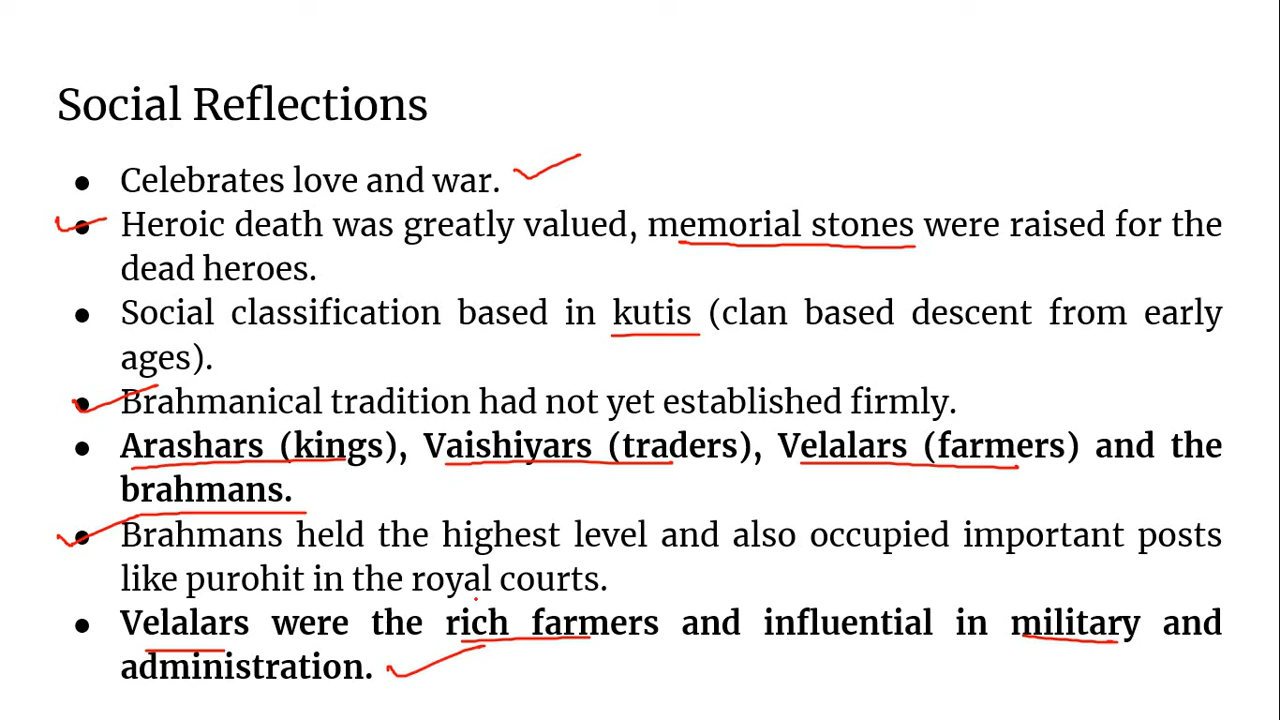 Social Reflections
● Celebrates love and war.
● Heroic death was greatly valued, memorial stones were raised for the
dead heroes.
● Social classification based in kutis (clan based descent from early
ages).
● Brahmanical tradition had not yet established firmly.
● Arashars (kings), Vaishiyars (traders), Velalars (farmers) and the
brahmans.
● Brahmans held the highest level and also occupied important posts
like purohit in the royal courts.
● Velalars were the rich farmers and influential in military and
administration.